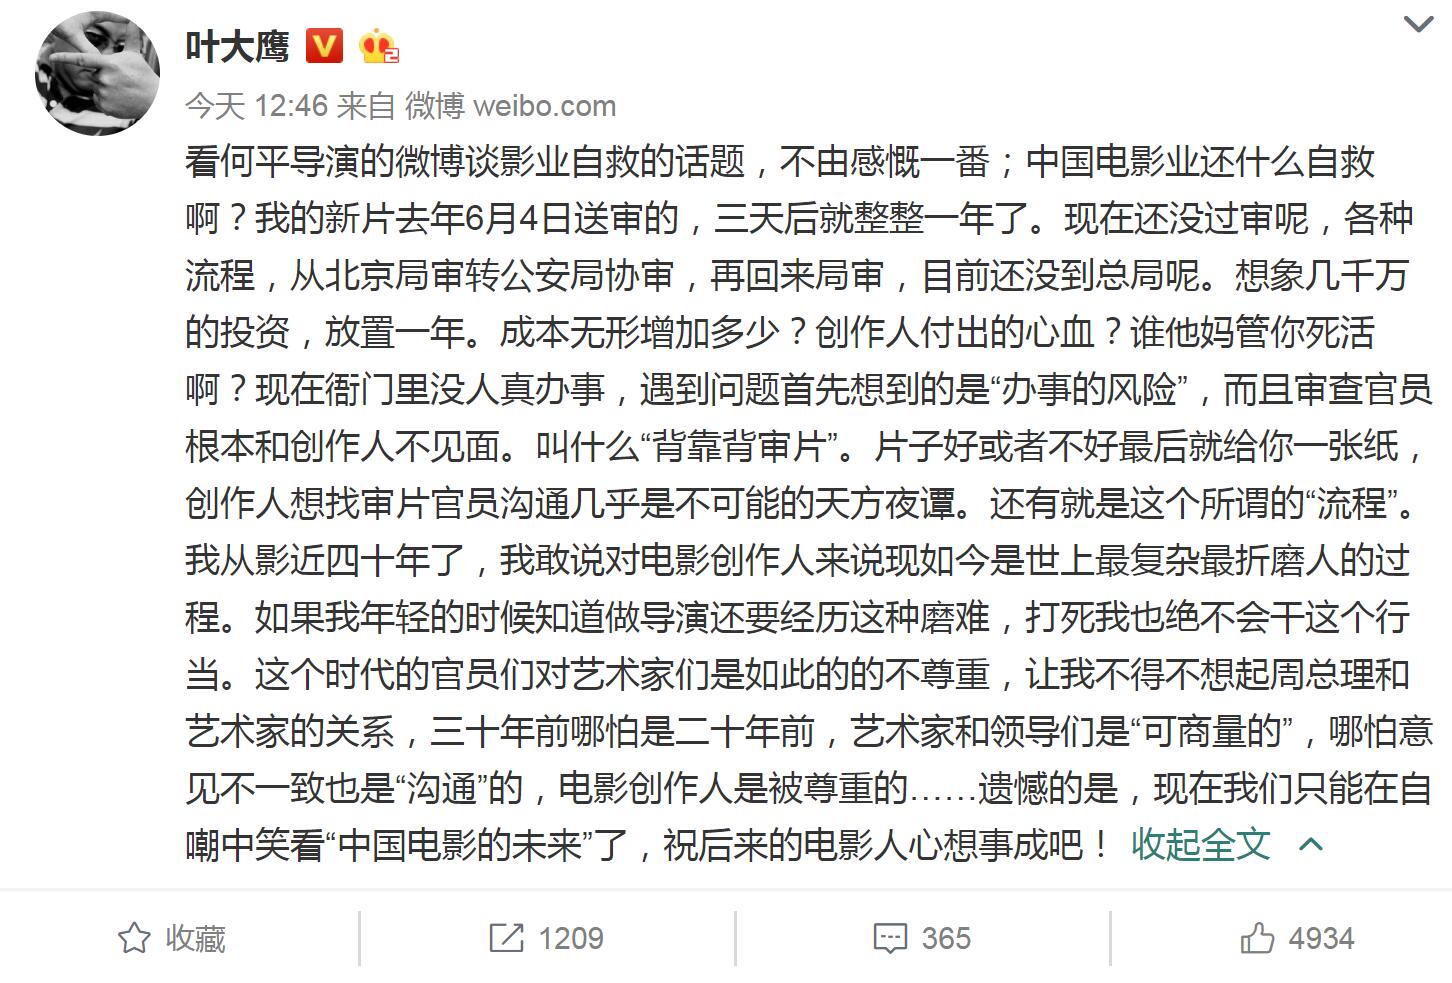 叶大鹰 V 2
今天 12:46 来自 微博 weibo.com
看何平导演的微博谈影业自救的话题，不由感慨一番；中国电影业还什么自救
啊？我的新片去年6月4日送审的，三天后就整整一年了。现在还没过审呢，各种
流程，从北京局审转公安局协审，再回来局审，目前还没到总局呢。想象几千万
的投资，放置一年。成本无形增加多少？创作人付出的心血？谁他妈管你死活
啊？现在衙门里没人真办事，遇到问题首先想到的是“办事的风险”，而且审查官员
根本和创作人不见面。叫什么“背靠背审片”。片子好或者不好最后就给你一张纸，
创作人想找审片官员沟通几乎是不可能的天方夜谭。还有就是这个所谓的“流程”。
我从影近四十年了，我敢说对电影创作人来说现如今是世上最复杂最折磨人的过
程。如果我年轻的时候知道做导演还要经历这种磨难，打死我也绝不会干这个行
当。这个时代的官员们对艺术家们是如此的的不尊重，让我不得不想起周总理和
艺术家的关系，三十年前哪怕是二十年前，艺术家和领导们是“可商量的”，哪怕意
见不一致也是“沟通”的，电影创作人是被尊重的……遗憾的是，现在我们只能在自
嘲中笑看“中国电影的未来”了，祝后来的电影人心想事成吧！ 收起全文
收藏 1209 365 4934